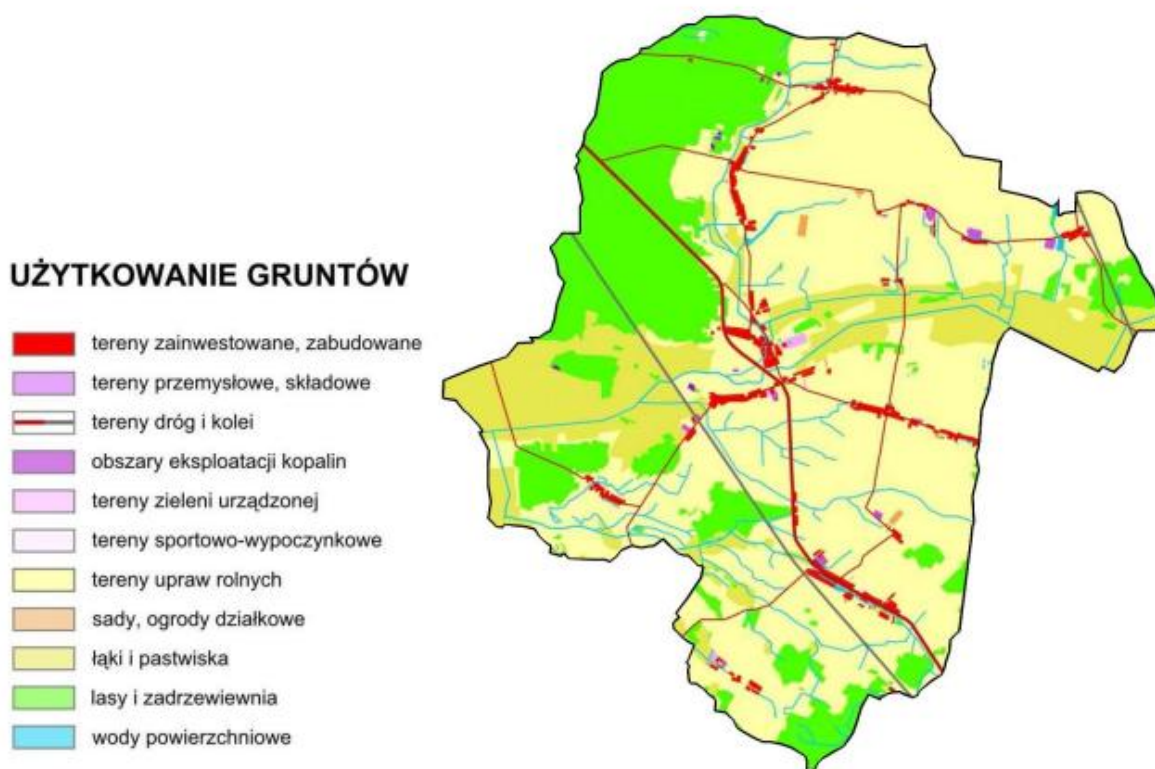 UŻYTKOWANIE GRUNTÓW
tereny zainwestowane, zabudowane
tereny przemysłowe, składowe
tereny dróg i kolei
obszary eksploatacji kopalin
tereny zieleni urządzonej
tereny sportowo-wypoczynkowe
tereny upraw rolnych
sady, ogrody działkowe
łąki i pastwiska
lasy i zadrzewiewnia
wody powierzchniowe